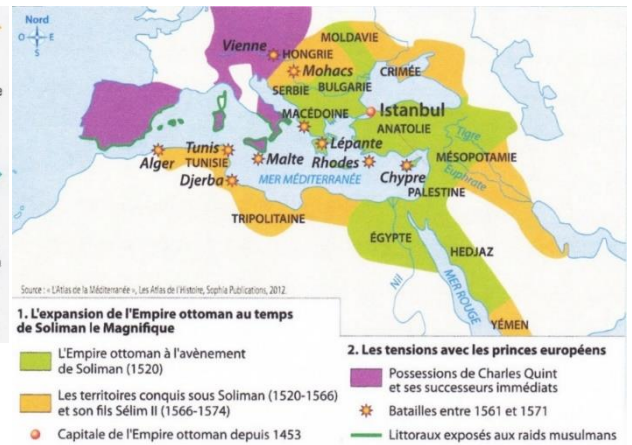 Nord
O
E
S
MOLDAVIE
Vienne
HONGRIE
Mohacs
CRIMÉE
SERBIE
BULGARIE
MACÉDOINE
Istanbul
ANATOLIE
Tigre
Lépante
Tunis
Alger
TUNISIE
Malte
Rhodes
MÉSOPOTAMIE
Euphrate
Djerba
MER MÉDITERRANÉE
Chypre
PALESTINE
TRIPOLITAINE
ÉGYPTE
HEDJAZ
Nil
MER ROUGE
YÉMEN
Source : « L'Atlas de la Méditerranée », Les Atlas de l'Histoire, Sophia Publications, 2012.
1. L'expansion de l'Empire ottoman au temps
de Soliman le Magnifique
L'Empire ottoman à l'avènement
de Soliman (1520)
Les territoires conquis sous Soliman (1520-1566)
et son fils Sélim II (1566-1574)
Capitale de l'Empire ottoman depuis 1453
2. Les tensions avec les princes européens
Possessions de Charles Quint
et ses successeurs immédiats
Batailles entre 1561 et 1571
Littoraux exposés aux raids musulmans